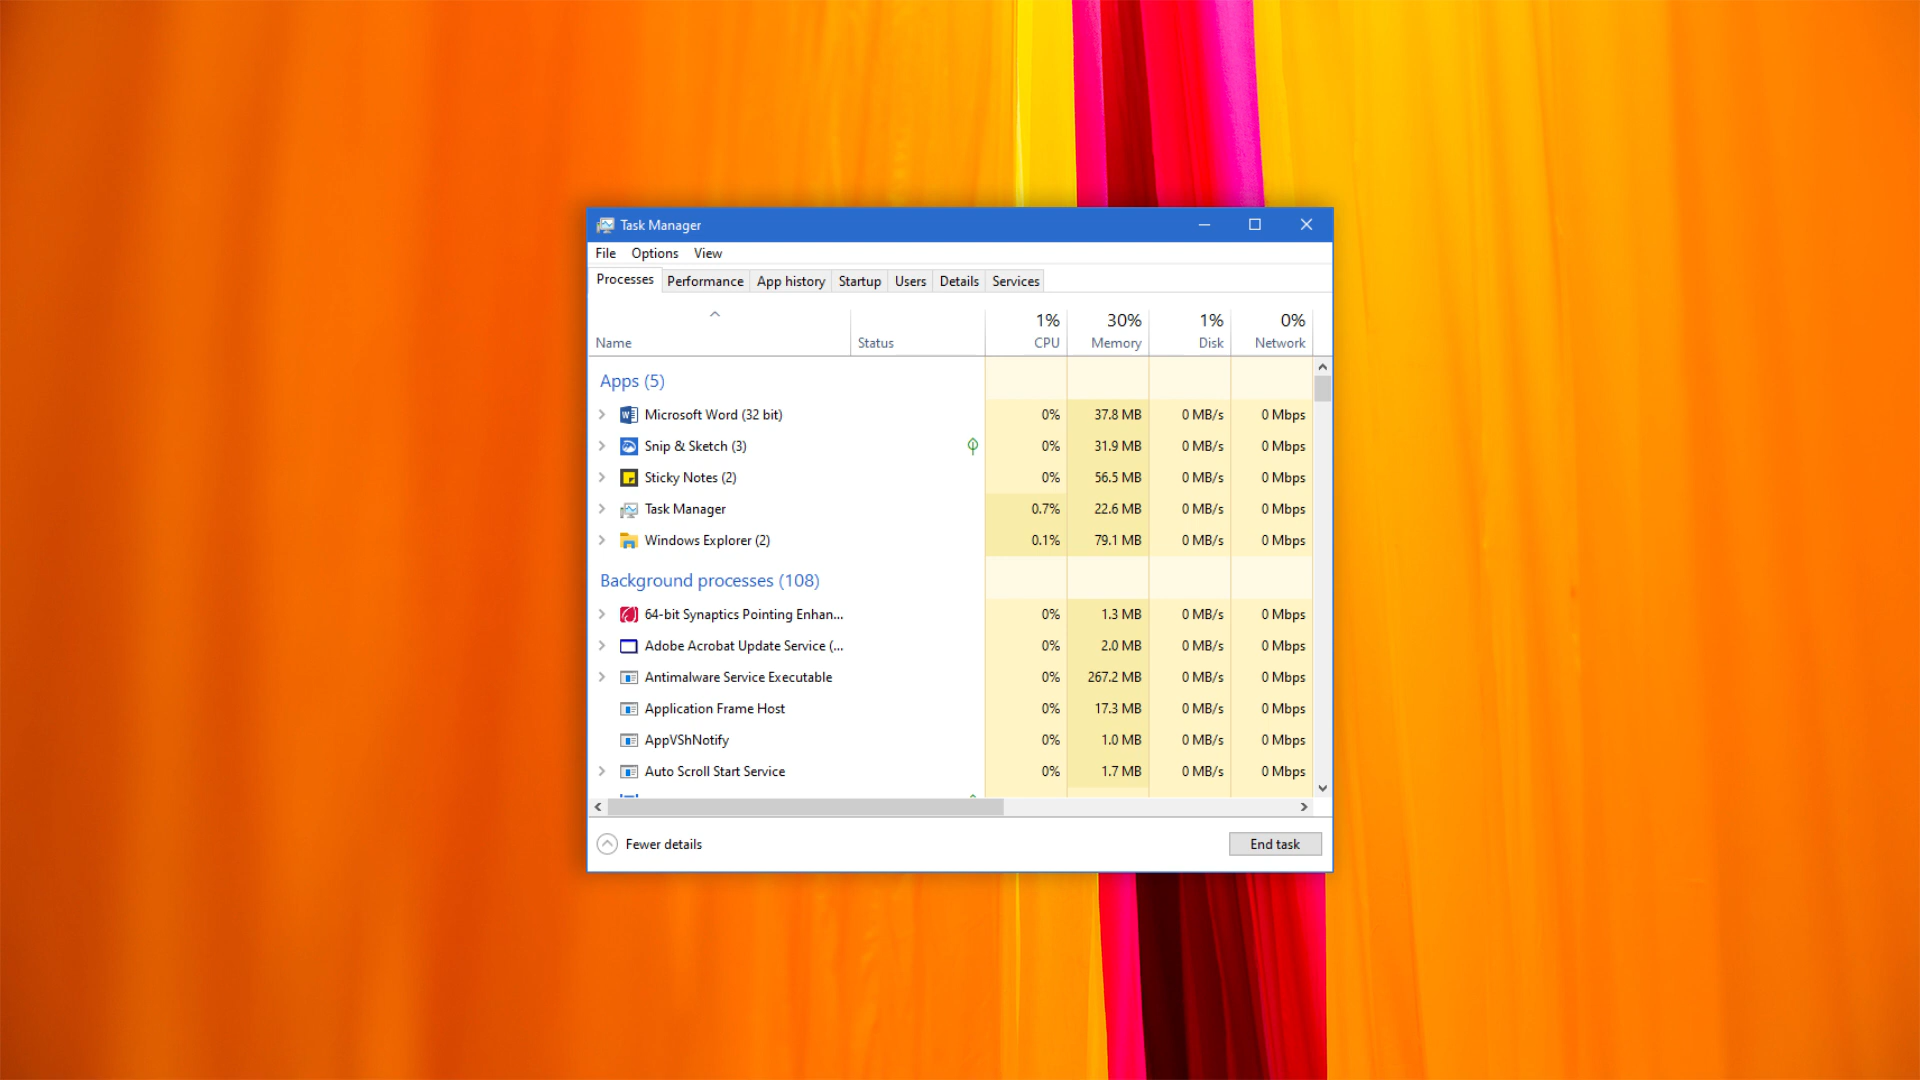 Task Manager
File Options View
Processes Performance App history Startup Users Details Services
1% 30% 1% 0%
Name Status CPU Memory Disk Network
Apps (5)
Microsoft Word (32 bit) 0% 37.8 MB 0 MB/s 0 Mbps
Snip & Sketch (3) 0% 31.9 MB 0 MB/s 0 Mbps
Sticky Notes (2) 0% 56.5 MB 0 MB/s 0 Mbps
Task Manager 0.7% 22.6 MB 0 MB/s 0 Mbps
Windows Explorer (2) 0.1% 79.1 MB 0 MB/s 0 Mbps
Background processes (108)
64-bit Synaptics Pointing Enhan... 0% 1.3 MB 0 MB/s 0 Mbps
Adobe Acrobat Update Service (... 0% 2.0 MB 0 MB/s 0 Mbps
Antimalware Service Executable 0% 267.2 MB 0 MB/s 0 Mbps
Application Frame Host 0% 17.3 MB 0 MB/s 0 Mbps
AppVShNotify 0% 1.0 MB 0 MB/s 0 Mbps
Auto Scroll Start Service 0% 1.7 MB 0 MB/s 0 Mbps
Fewer details End task